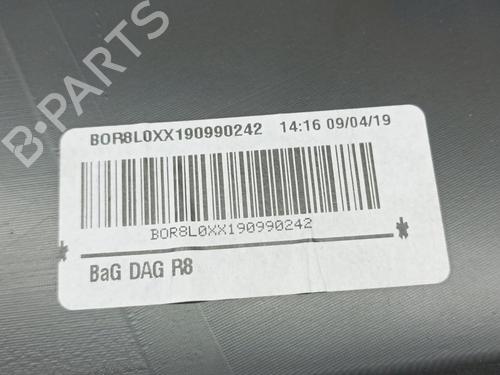 BOR8L0XX190990242 14:16 09/04/19
BOR8L0XX190990242
* *
BaG DAG R8
B-PARTS